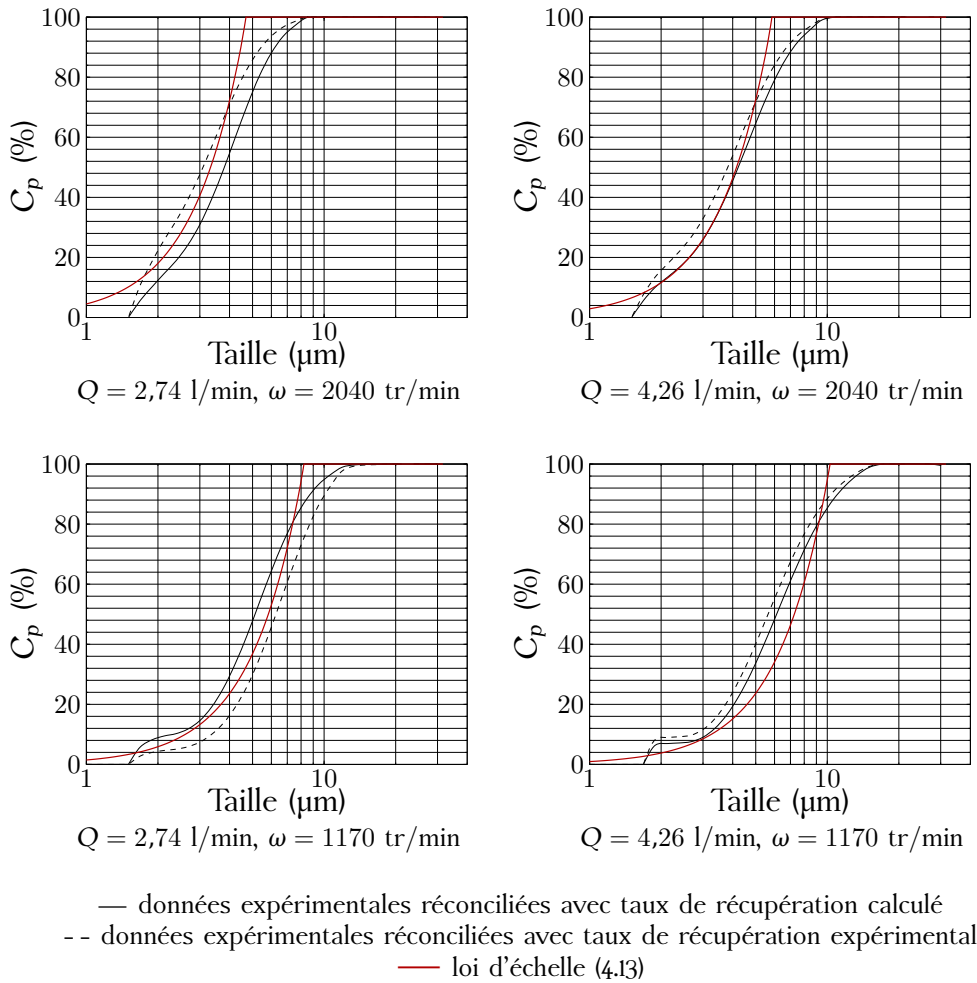 100
80
60
40
20
0
C_p (%)
1
10
Taille (µm)
Q = 2,74 l/min, ω = 2040 tr/min
100
80
60
40
20
0
C_p (%)
1
10
Taille (µm)
Q = 4,26 l/min, ω = 2040 tr/min
100
80
60
40
20
0
C_p (%)
1
10
Taille (µm)
Q = 2,74 l/min, ω = 1170 tr/min
100
80
60
40
20
0
C_p (%)
1
10
Taille (µm)
Q = 4,26 l/min, ω = 1170 tr/min
— données expérimentales réconciliées avec taux de récupération calculé
-- données expérimentales réconciliées avec taux de récupération expérimental
— loi d'échelle (4.13)